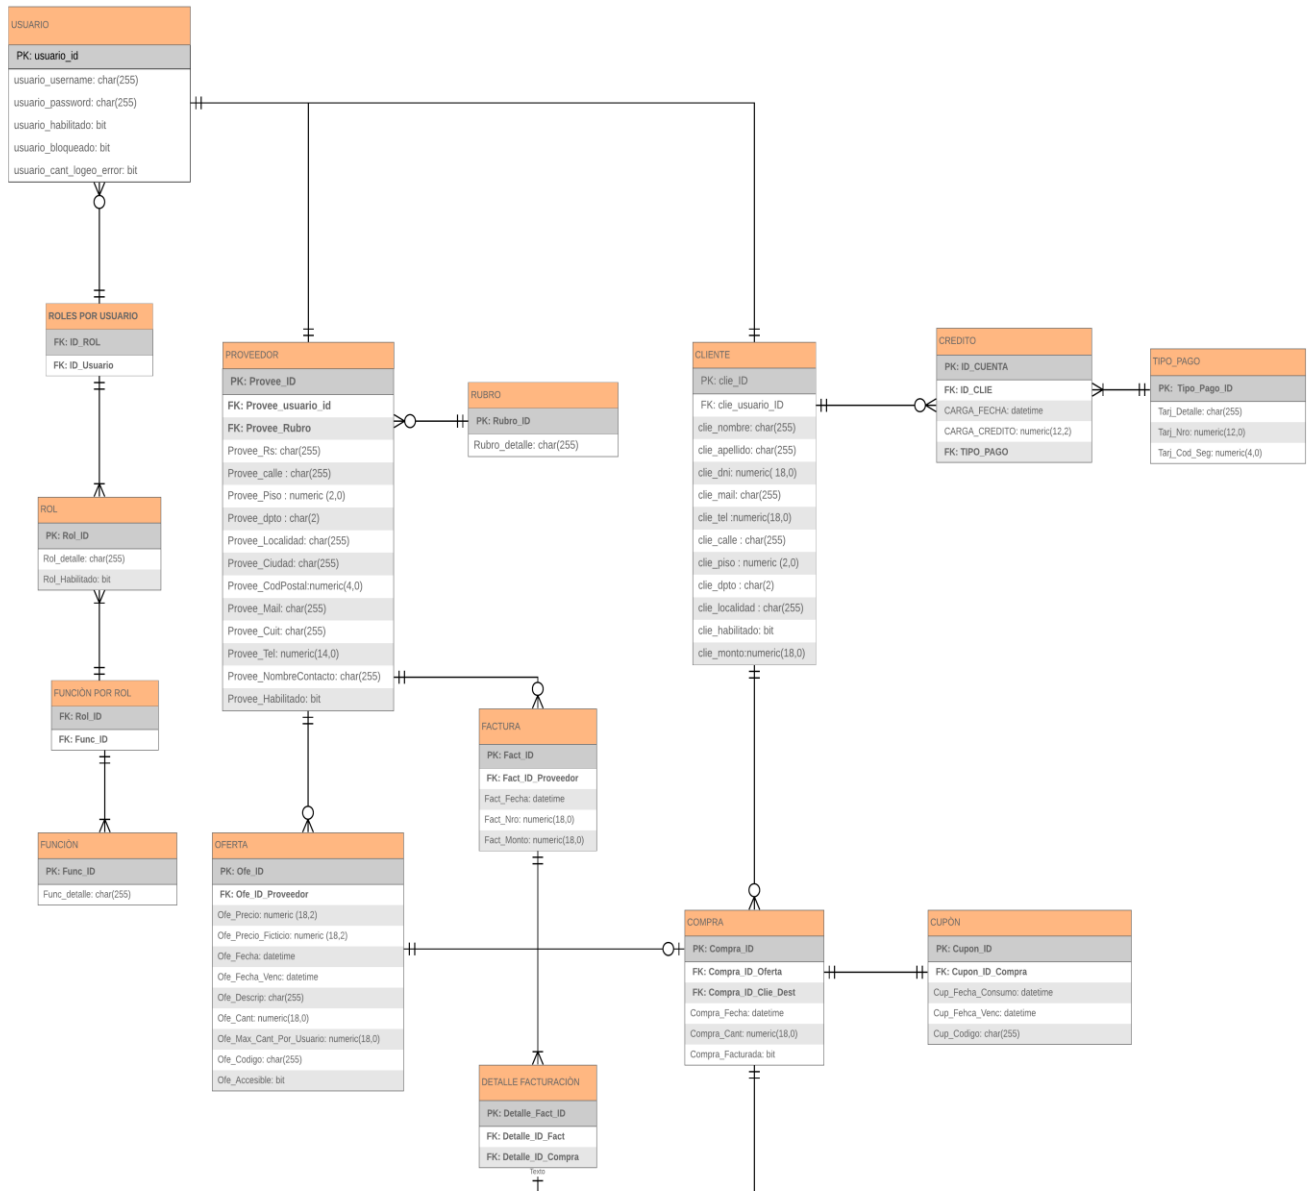 USUARIO
PK: usuario_id
usuario_username: char(255)
usuario_password: char(255)
usuario_habilitado: bit
usuario_bloqueado: bit
usuario_cant_logeo_error: bit
ROLES POR USUARIO
FK: ID_ROL
FK: ID_Usuario
ROL
PK: Rol_ID
Rol_detalle: char(255)
Rol_Habilitado: bit
FUNCIÓN POR ROL
FK: Rol_ID
FK: Func_ID
FUNCIÓN
PK: Func_ID
Func_detalle: char(255)
PROVEEDOR
PK: Provee_ID
FK: Provee_usuario_id
FK: Provee_Rubro
Provee_Rs: char(255)
Provee_calle : char(255)
Provee_Piso : numeric (2,0)
Provee_dpto : char(2)
Provee_Localidad: char(255)
Provee_Ciudad: char(255)
Provee_CodPostal:numeric(4,0)
Provee_Mail: char(255)
Provee_Cuit: char(255)
Provee_Tel: numeric(14,0)
Provee_NombreContacto: char(255)
Provee_Habilitado: bit
RUBRO
PK: Rubro_ID
Rubro_detalle: char(255)
CLIENTE
PK: clie_ID
FK: clie_usuario_ID
clie_nombre: char(255)
clie_apellido: char(255)
clie_dni: numeric( 18,0)
clie_mail: char(255)
clie_tel :numeric(18,0)
clie_calle : char(255)
clie_piso : numeric (2,0)
clie_dpto : char(2)
clie_localidad : char(255)
clie_habilitado: bit
clie_monto:numeric(18,0)
CREDITO
PK: ID_CUENTA
FK: ID_CLIE
CARGA_FECHA: datetime
CARGA_CREDITO: numeric(12,2)
FK: TIPO_PAGO
TIPO_PAGO
PK: Tipo_Pago_ID
Tarj_Detalle: char(255)
Tarj_Nro: numeric(12,0)
Tarj_Cod_Seg: numeric(4,0)
FACTURA
PK: Fact_ID
FK: Fact_ID_Proveedor
Fact_Fecha: datetime
Fact_Nro: numeric(18,0)
Fact_Monto: numeric(18,0)
OFERTA
PK: Ofe_ID
FK: Ofe_ID_Proveedor
Ofe_Precio: numeric (18,2)
Ofe_Precio_Ficticio: numeric (18,2)
Ofe_Fecha: datetime
Ofe_Fecha_Venc: datetime
Ofe_Descrip: char(255)
Ofe_Cant: numeric(18,0)
Ofe_Max_Cant_Por_Usuario: numeric(18,0)
Ofe_Codigo: char(255)
Ofe_Accesible: bit
COMPRA
PK: Compra_ID
FK: Compra_ID_Oferta
FK: Compra_ID_Clie_Dest
Compra_Fecha: datetime
Compra_Cant: numeric(18,0)
Compra_Facturada: bit
CUPÓN
PK: Cupon_ID
FK: Cupon_ID_Compra
Cup_Fecha_Consumo: datetime
Cup_Fehca_Venc: datetime
Cup_Codigo: char(255)
DETALLE FACTURACIÓN
PK: Detalle_Fact_ID
FK: Detalle_ID_Fact
FK: Detalle_ID_Compra
Texto